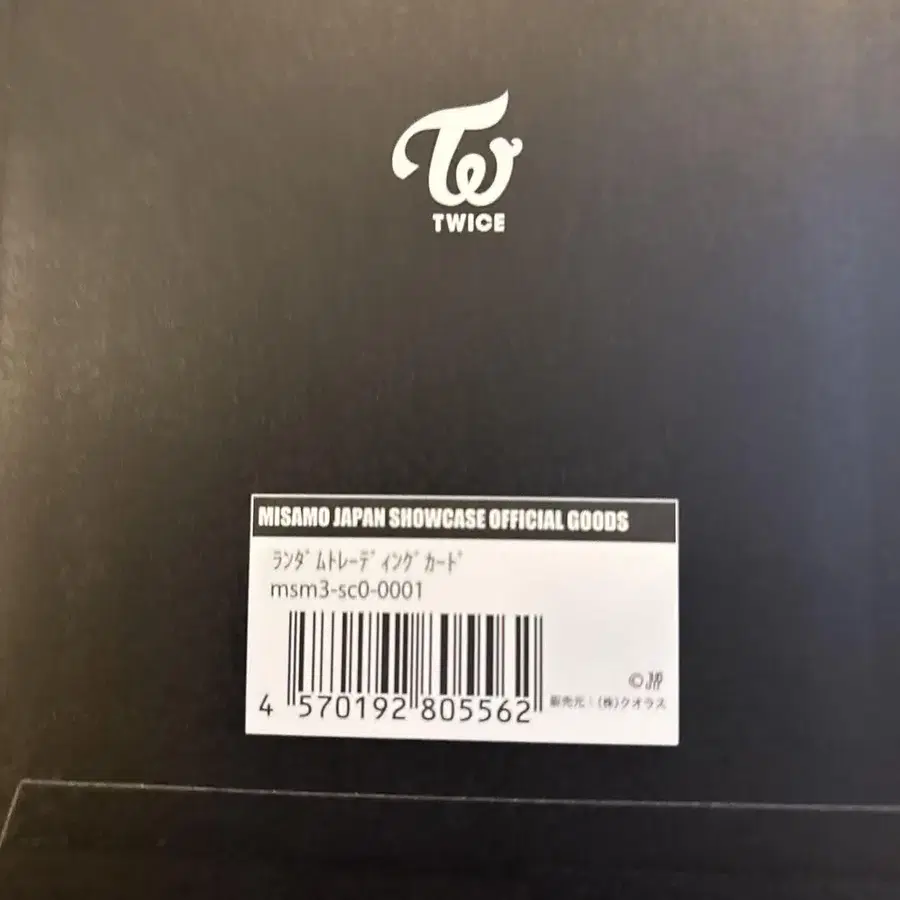 TW
TWICE
MISAMO JAPAN SHOWCASE OFFICIAL GOODS
ﾗﾝﾀﾞﾑﾄﾚｰﾃﾞｨﾝｸﾞｶｰﾄﾞ
msm3-sc0-0001
4 570192 805562
©JYP
販売元：(株)クオラス